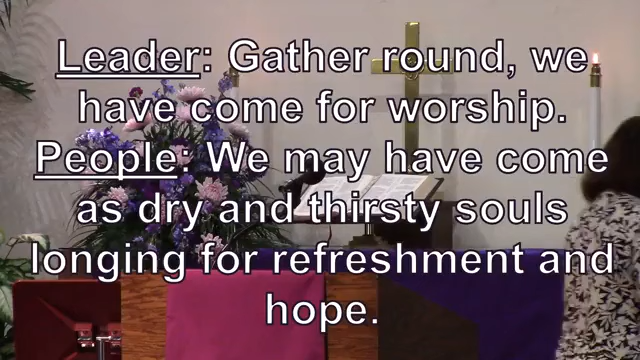 Leader: Gather round, we
have come for worship.
People: We may have come
as dry and thirsty souls
longing for refreshment and
hope.